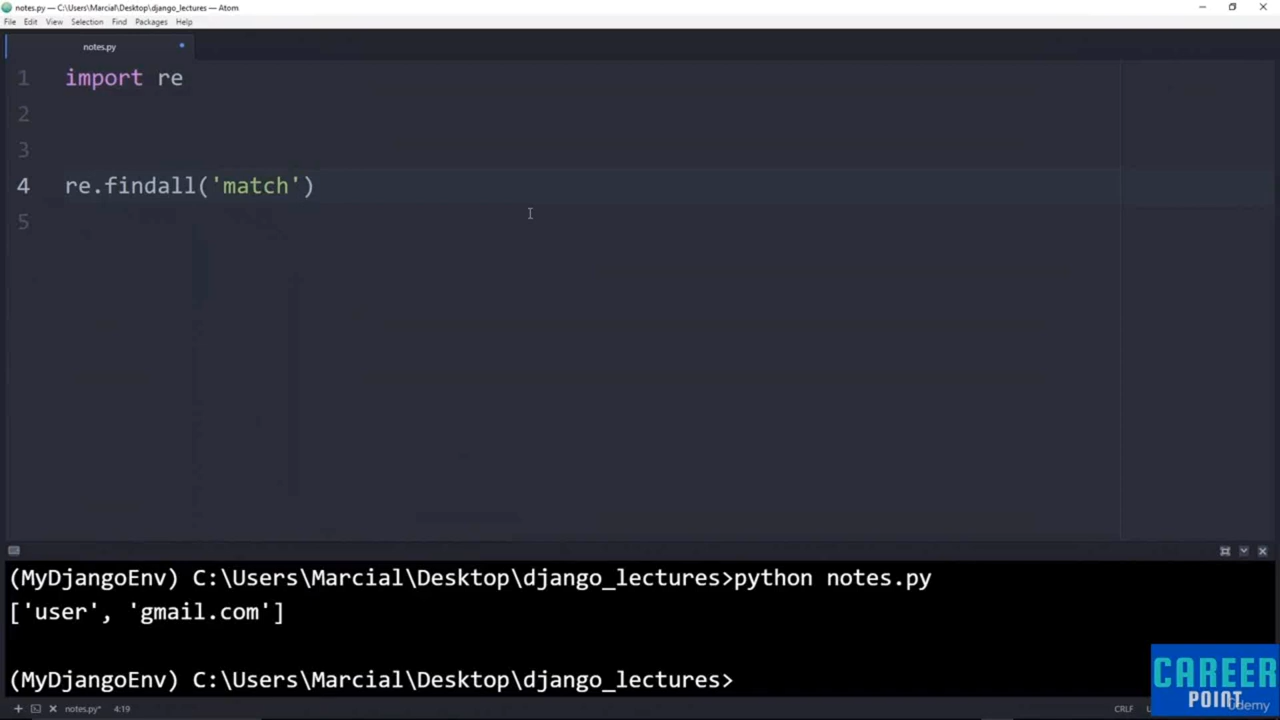 notes.py — C:\Users\Marcial\Desktop\django_lectures — Atom
File Edit View Selection Find Packages Help
notes.py
1 import re
2
3
4 re.findall('match')
5
(MyDjangoEnv) C:\Users\Marcial\Desktop\django_lectures>python notes.py
['user', 'gmail.com']
(MyDjangoEnv) C:\Users\Marcial\Desktop\django_lectures>
notes.py* 4:19 CRLF
CAREER
POINT
Udemy